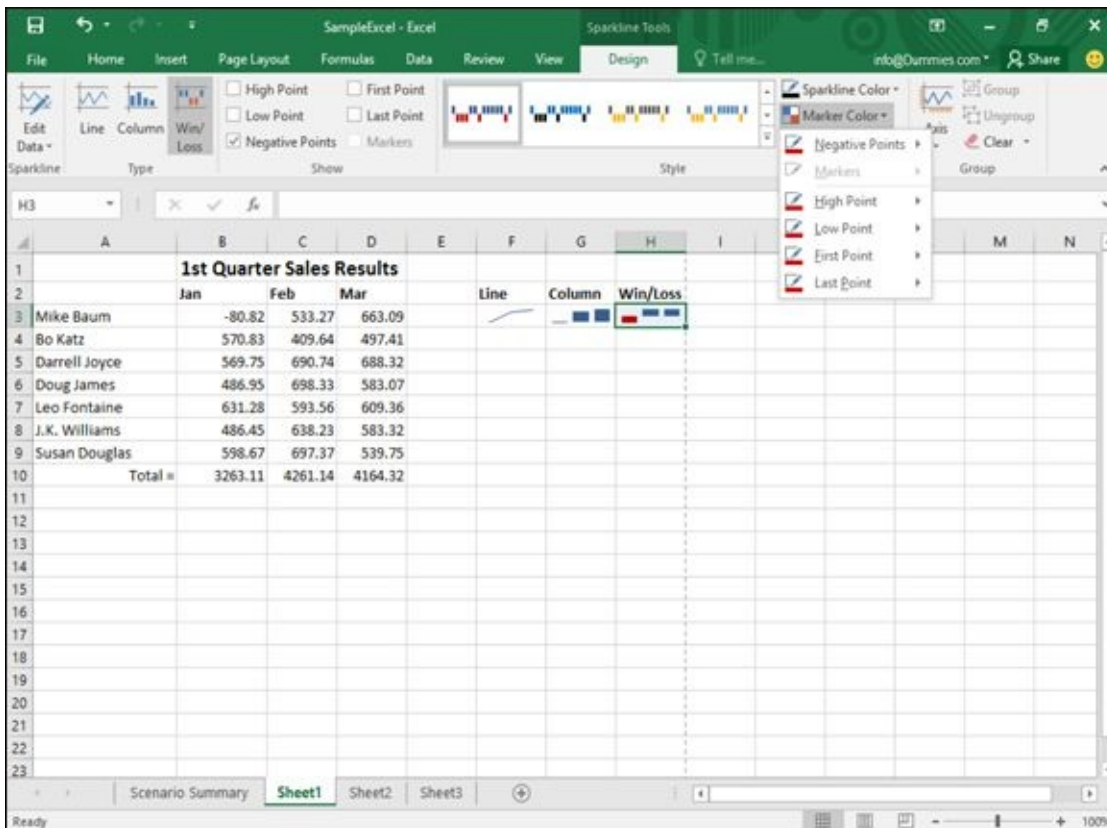 SampleExcel - Excel
Sparkline Tools
File Home Insert Page Layout Formulas Data Review View Design Tell me... info@Dummies.com Share
Edit Data
Line
Column
Win/Loss
High Point
Low Point
Negative Points
First Point
Last Point
Markers
Sparkline Color
Marker Color
Axis
Group
Ungroup
Clear
Sparkline Type Show Style Group
Negative Points
Markers
High Point
Low Point
First Point
Last Point
H3 fx
A B C D E F G H I M N
1 1st Quarter Sales Results
2 Jan Feb Mar Line Column Win/Loss
3 Mike Baum -80.82 533.27 663.09
4 Bo Katz 570.83 409.64 497.41
5 Darrell Joyce 569.75 690.74 688.32
6 Doug James 486.95 698.33 583.07
7 Leo Fontaine 631.28 593.56 609.36
8 J.K. Williams 486.45 638.23 583.32
9 Susan Douglas 598.67 697.37 539.75
10 Total = 3263.11 4261.14 4164.32
11
12
13
14
15
16
17
18
19
20
21
22
23
Scenario Summary Sheet1 Sheet2 Sheet3
Ready 100%